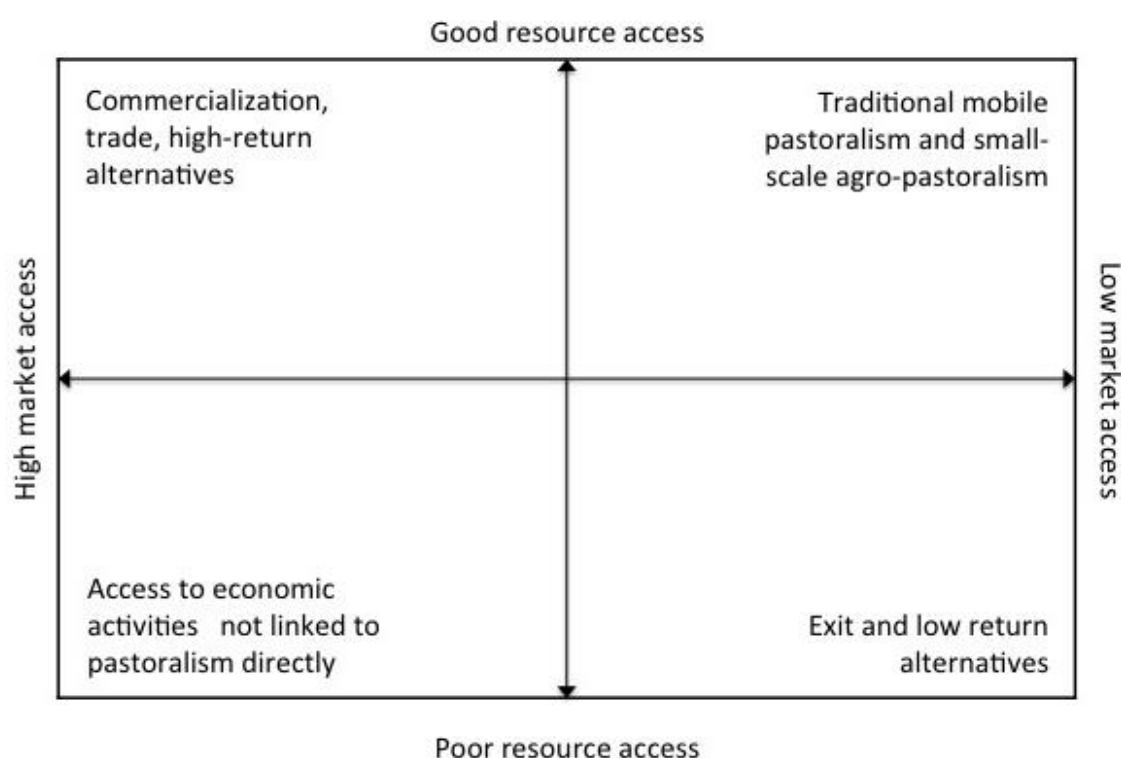 Good resource access
Commercialization,
trade, high-return
alternatives
Traditional mobile
pastoralism and small-
scale agro-pastoralism
High market access
Low market access
Access to economic
activities   not linked to
pastoralism directly
Exit and low return
alternatives
Poor resource access